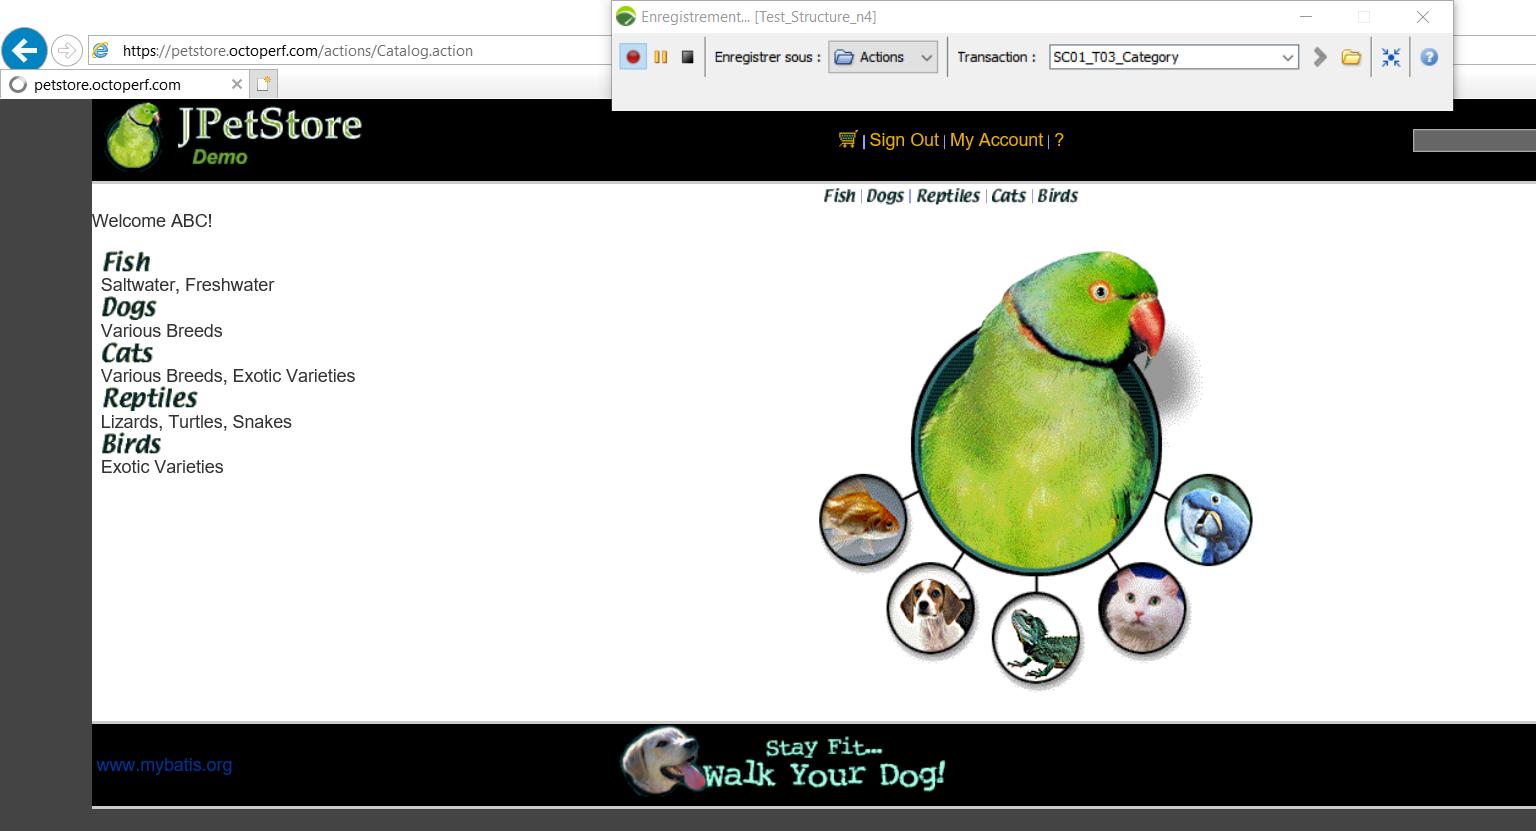 Enregistrement... [Test_Structure_n4]
https://petstore.octoperf.com/actions/Catalog.action
Enregistrer sous : Actions Transaction : SC01_T03_Category
petstore.octoperf.com
JPetStore
Demo
| Sign Out | My Account | ?
Fish | Dogs | Reptiles | Cats | Birds
Welcome ABC!
Fish
Saltwater, Freshwater
Dogs
Various Breeds
Cats
Various Breeds, Exotic Varieties
Reptiles
Lizards, Turtles, Snakes
Birds
Exotic Varieties
www.mybatis.org
Stay Fit...
Walk Your Dog!